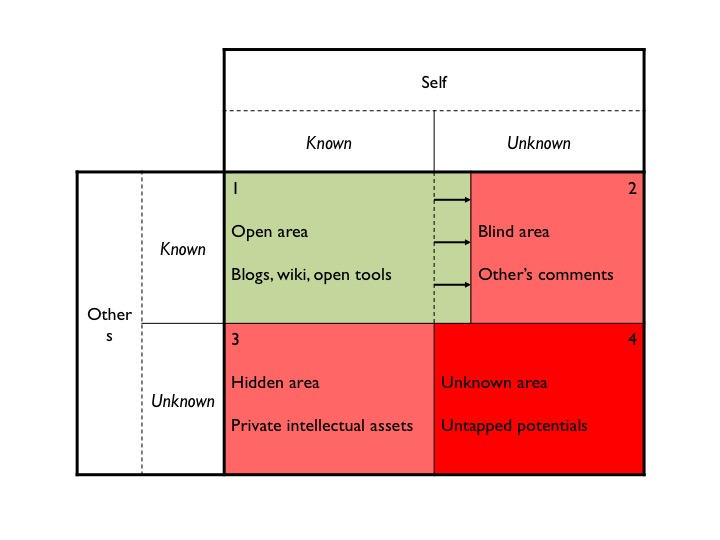 Self
Known
Unknown
Other
s
Known
1
Open area
Blogs, wiki, open tools
2
Blind area
Other’s comments
Unknown
3
Hidden area
Private intellectual assets
4
Unknown area
Untapped potentials